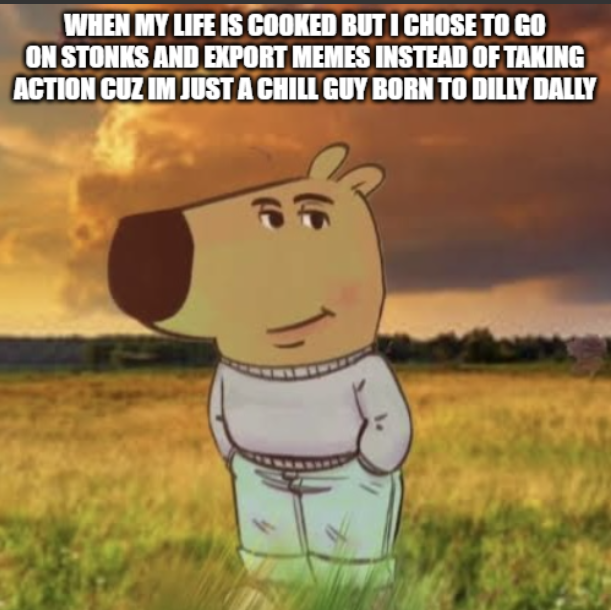 WHEN MY LIFE IS COOKED BUT I CHOSE TO GO
ON STONKS AND EXPORT MEMES INSTEAD OF TAKING
ACTION CUZ IM JUST A CHILL GUY BORN TO DILLY DALLY